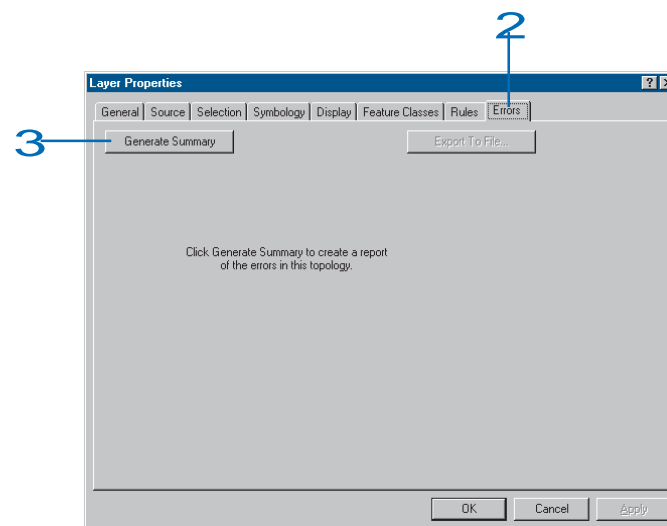 2
Layer Properties
General Source Selection Symbology Display Feature Classes Rules Errors
3
Generate Summary Export To File...
Click Generate Summary to create a report
of the errors in this topology.
OK Cancel Apply